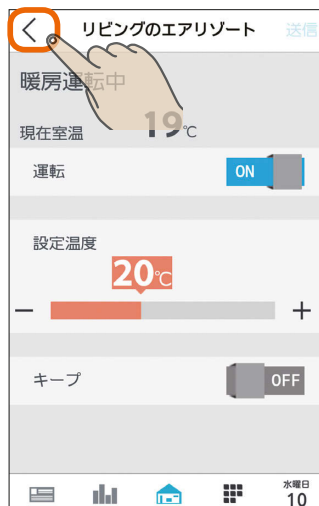 リビングのエアリゾート 送信
暖房運転中
現在室温 19℃
運転 ON
設定温度
20℃
キープ OFF
水曜日
10